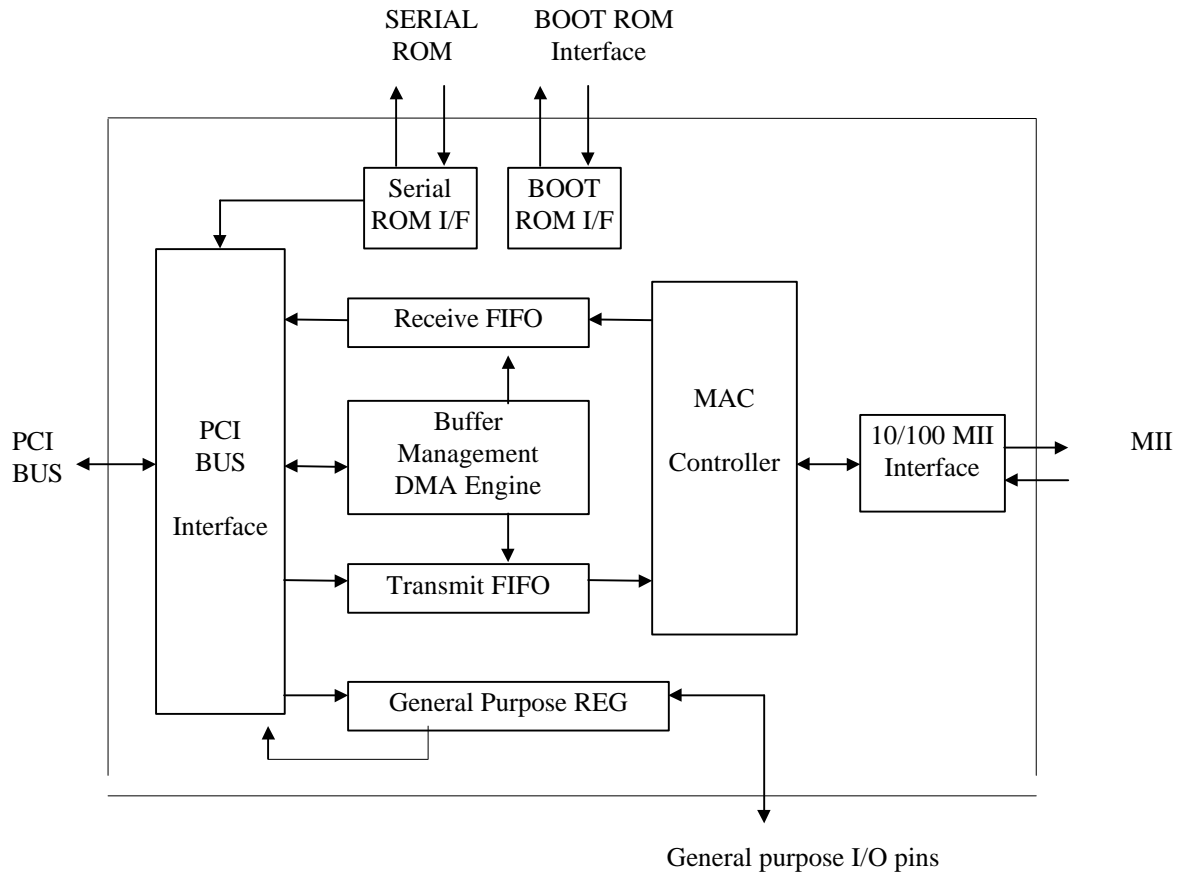 SERIAL
ROM
BOOT ROM
Interface
Serial
ROM I/F
BOOT
ROM I/F
Receive FIFO
PCI
BUS
PCI
BUS
Interface
Buffer
Management
DMA Engine
MAC
Controller
10/100 MII
Interface
MII
Transmit FIFO
General Purpose REG
General purpose I/O pins